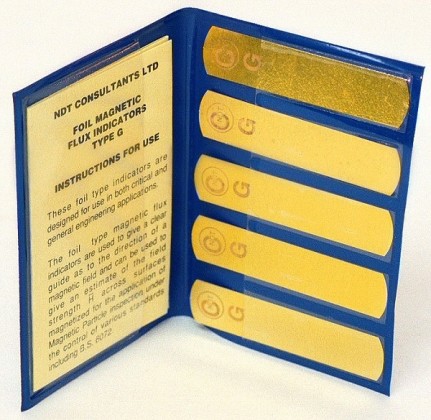 NDT CONSULTANTS LTD
FOIL MAGNETIC
FLUX INDICATORS
TYPE G
INSTRUCTIONS FOR USE
These foil type indicators are
designed for use in both critical and
general engineering applications.
The foil type magnetic flux
indicators are used to give a clear
guide as to the direction of a
magnetic field and can be used to
give an estimate of the field
strength H across surfaces
magnetized for the application of
Magnetic Particle Inspection under
the control of various standards
including B.S. 6072.
G
G
G
G
G